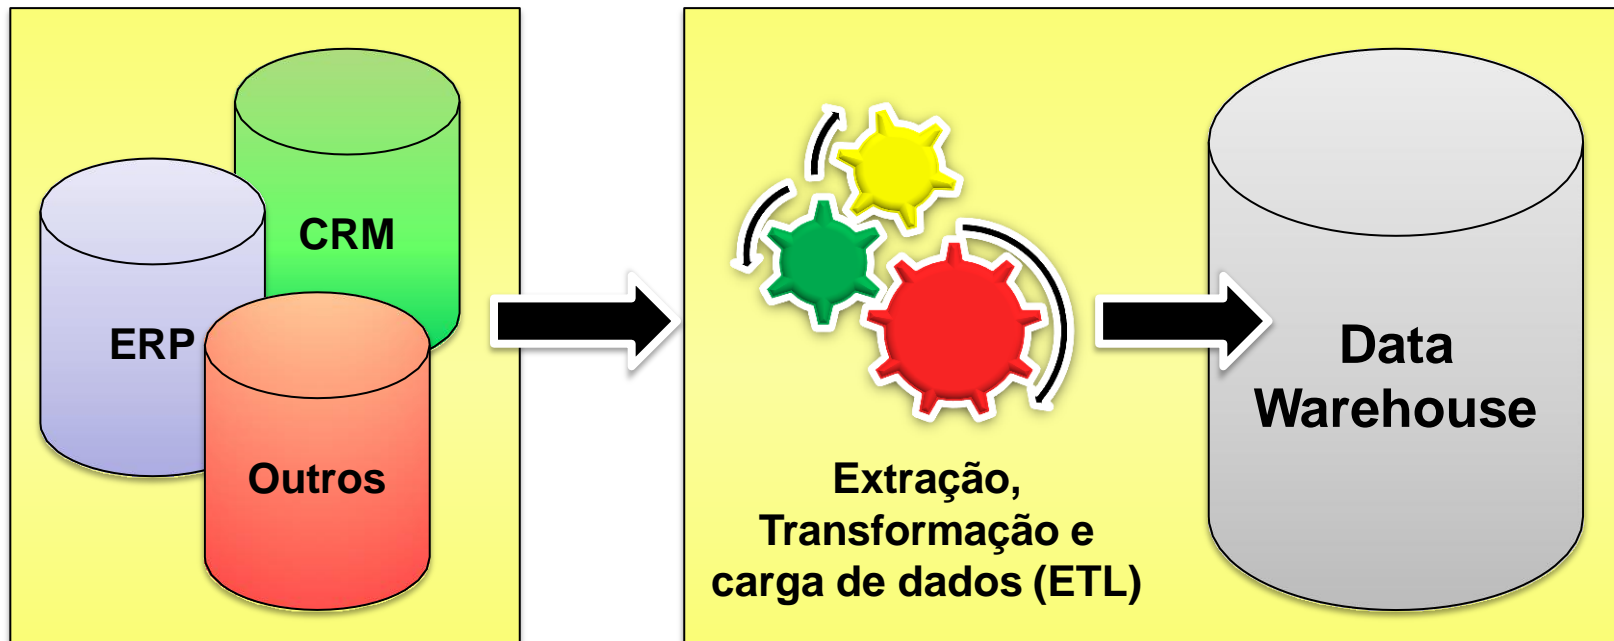 CRM
ERP
Outros
Extração,
Transformação e
carga de dados (ETL)
Data
Warehouse